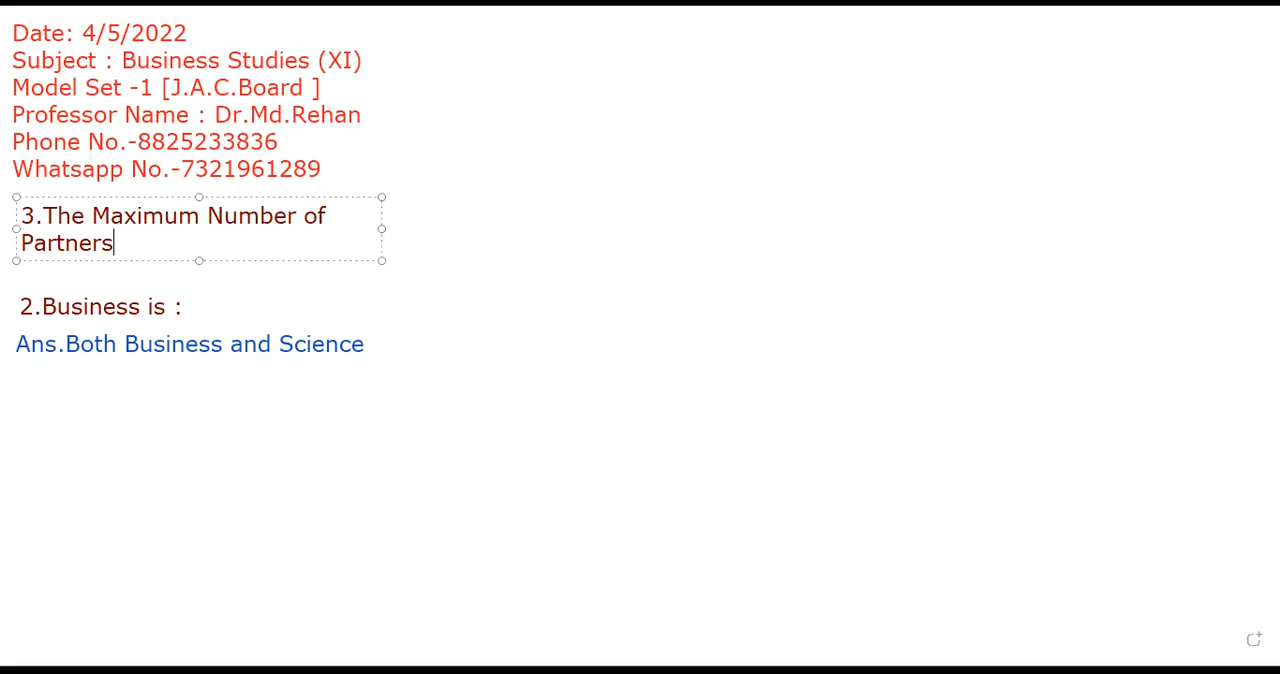 Date: 4/5/2022
Subject : Business Studies (XI)
Model Set -1 [J.A.C.Board ]
Professor Name : Dr.Md.Rehan
Phone No.-8825233836
Whatsapp No.-7321961289
3.The Maximum Number of
Partners
2.Business is :
Ans.Both Business and Science